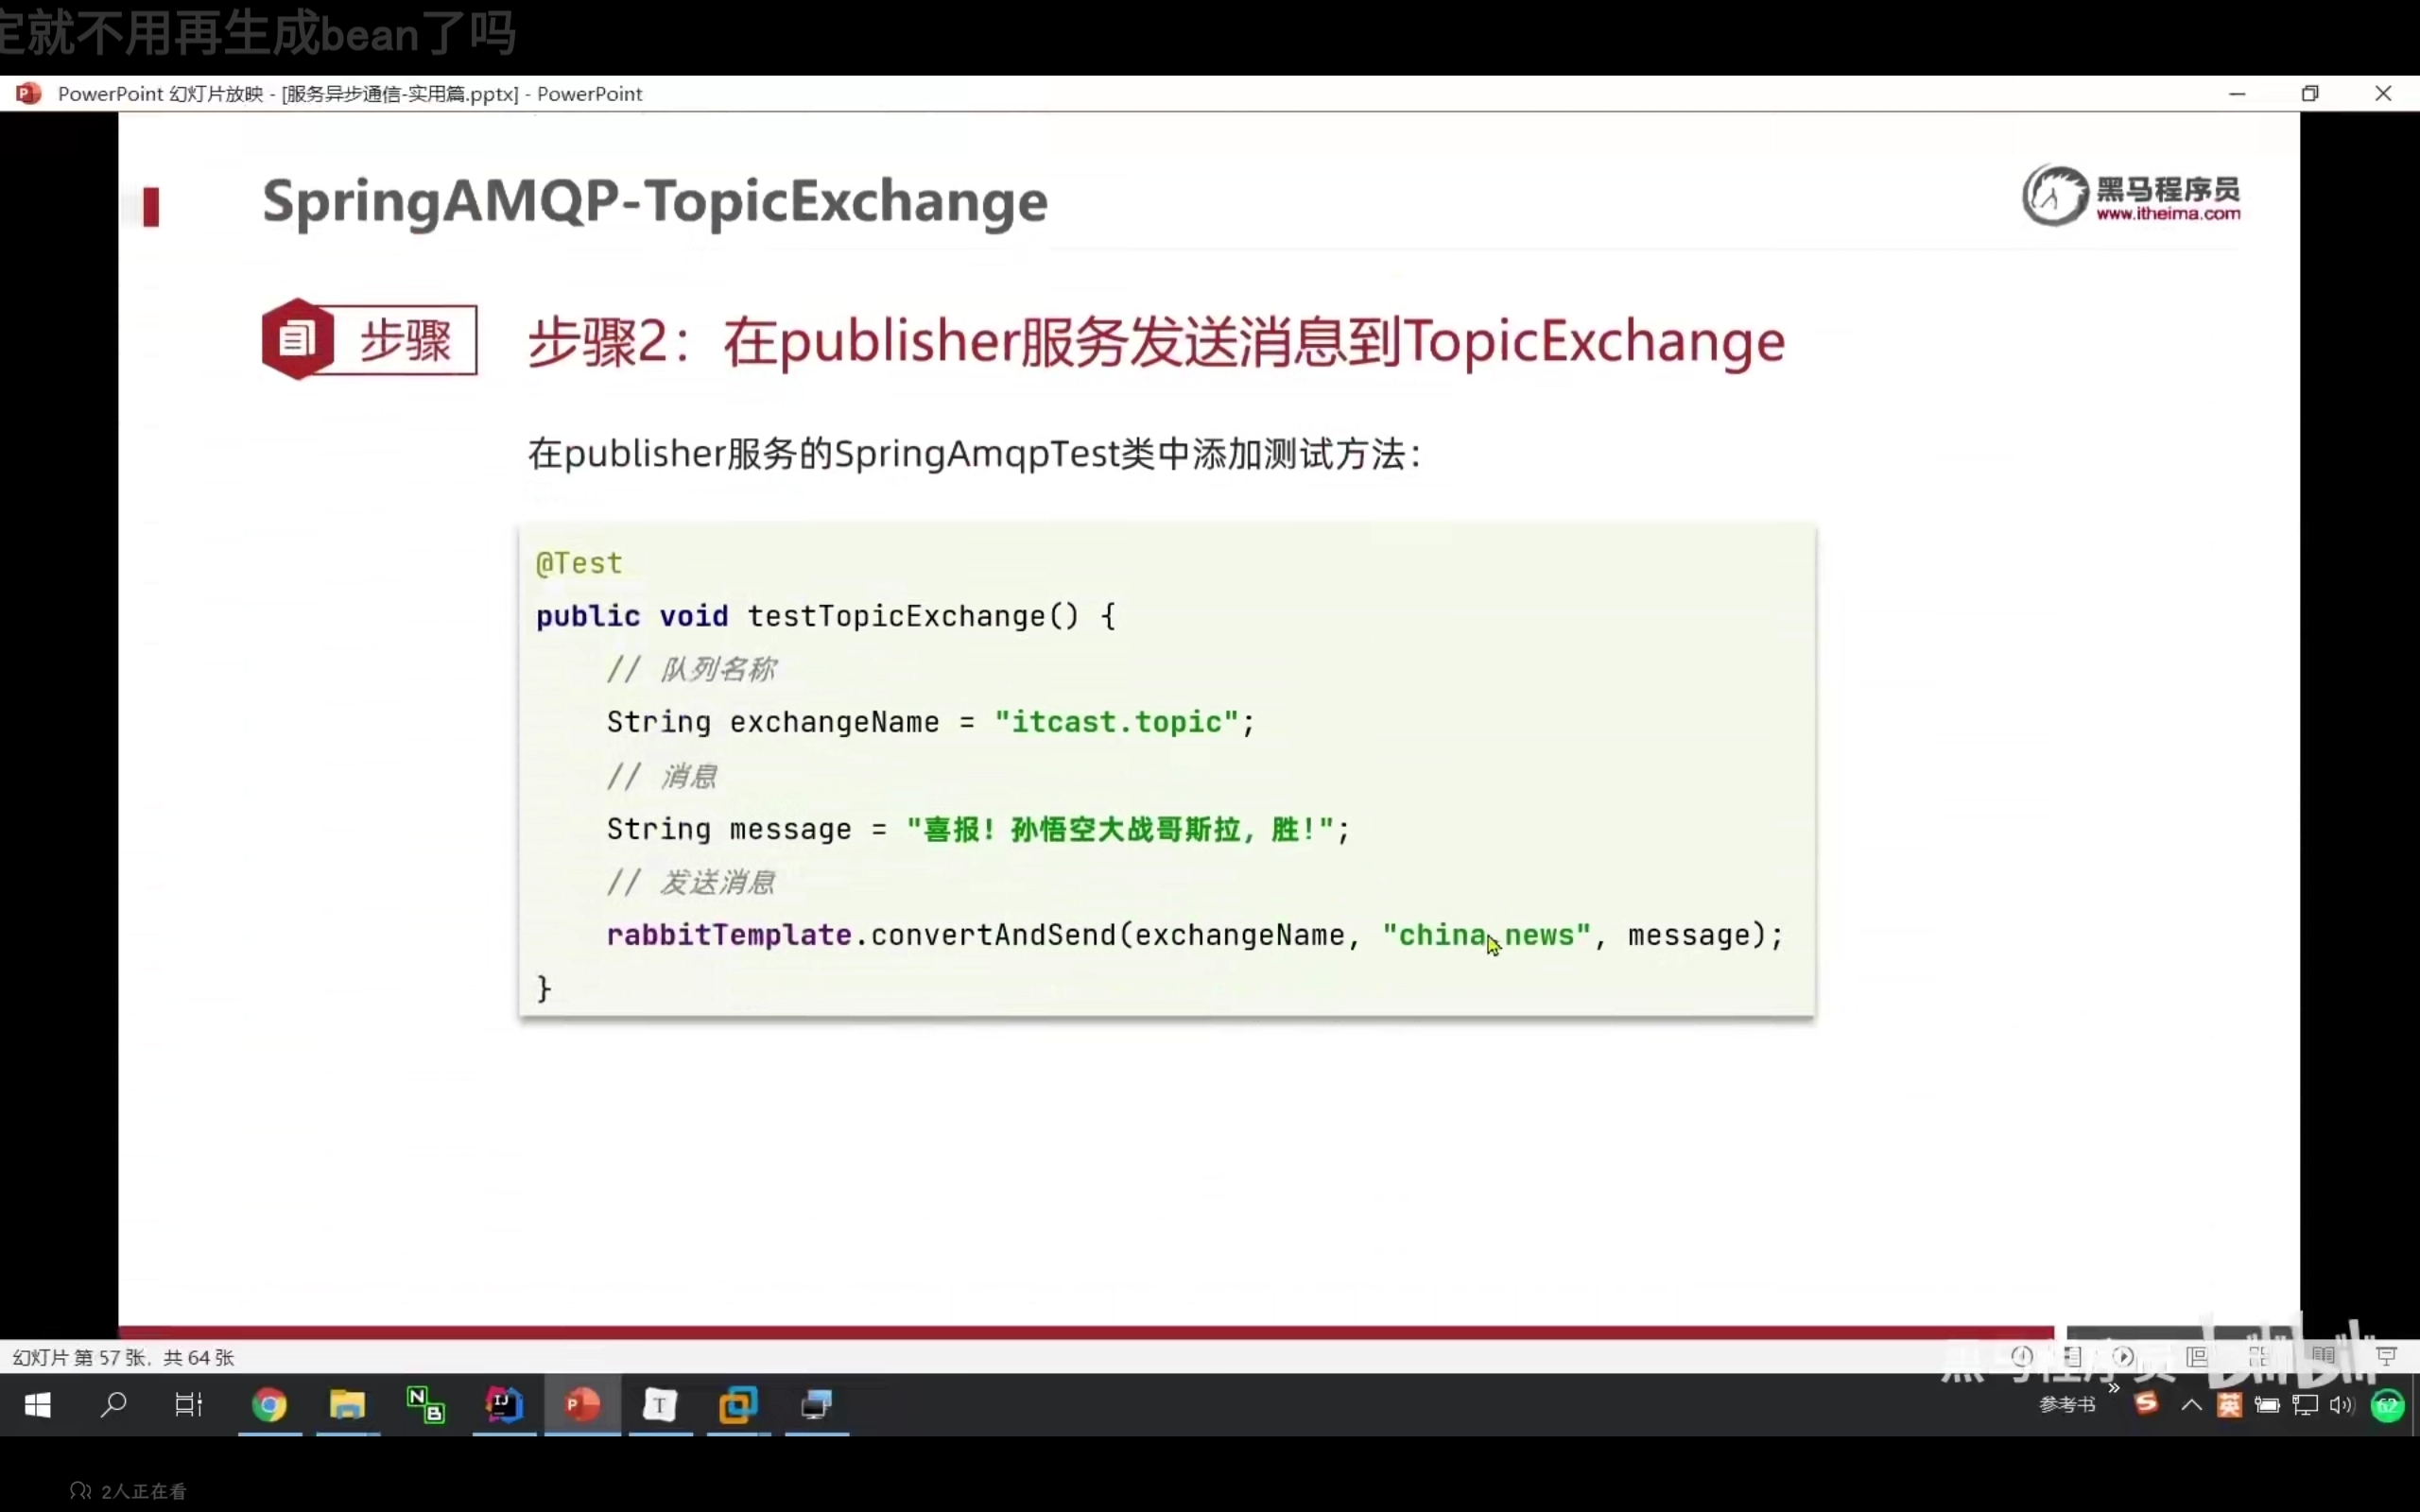 定就不用再生成bean了吗
PowerPoint 幻灯片放映 - [服务异步通信-实用篇.pptx] - PowerPoint
SpringAMQP-TopicExchange
黑马程序员
www.itheima.com
步骤
步骤2：在publisher服务发送消息到TopicExchange
在publisher服务的SpringAmqpTest类中添加测试方法：
@Test
public void testTopicExchange() {
// 队列名称
String exchangeName = "itcast.topic";
// 消息
String message = "喜报！孙悟空大战哥斯拉，胜！";
// 发送消息
rabbitTemplate.convertAndSend(exchangeName, "china.news", message);
}
幻灯片 第 57 张，共 64 张
黑马程序员 bilibili
参考书
英
62
2人正在看